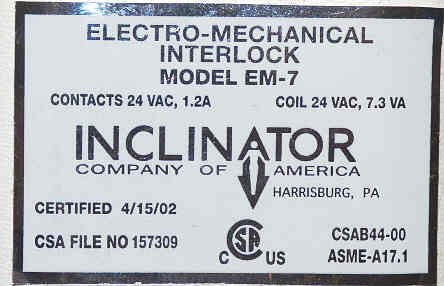 ELECTRO-MECHANICAL
INTERLOCK
MODEL EM-7
CONTACTS 24 VAC, 1.2A COIL 24 VAC, 7.3 VA
INCLINATOR
COMPANY OF AMERICA
HARRISBURG, PA
CERTIFIED 4/15/02
CSA FILE NO 157309
C SA US
CSAB44-00
ASME-A17.1